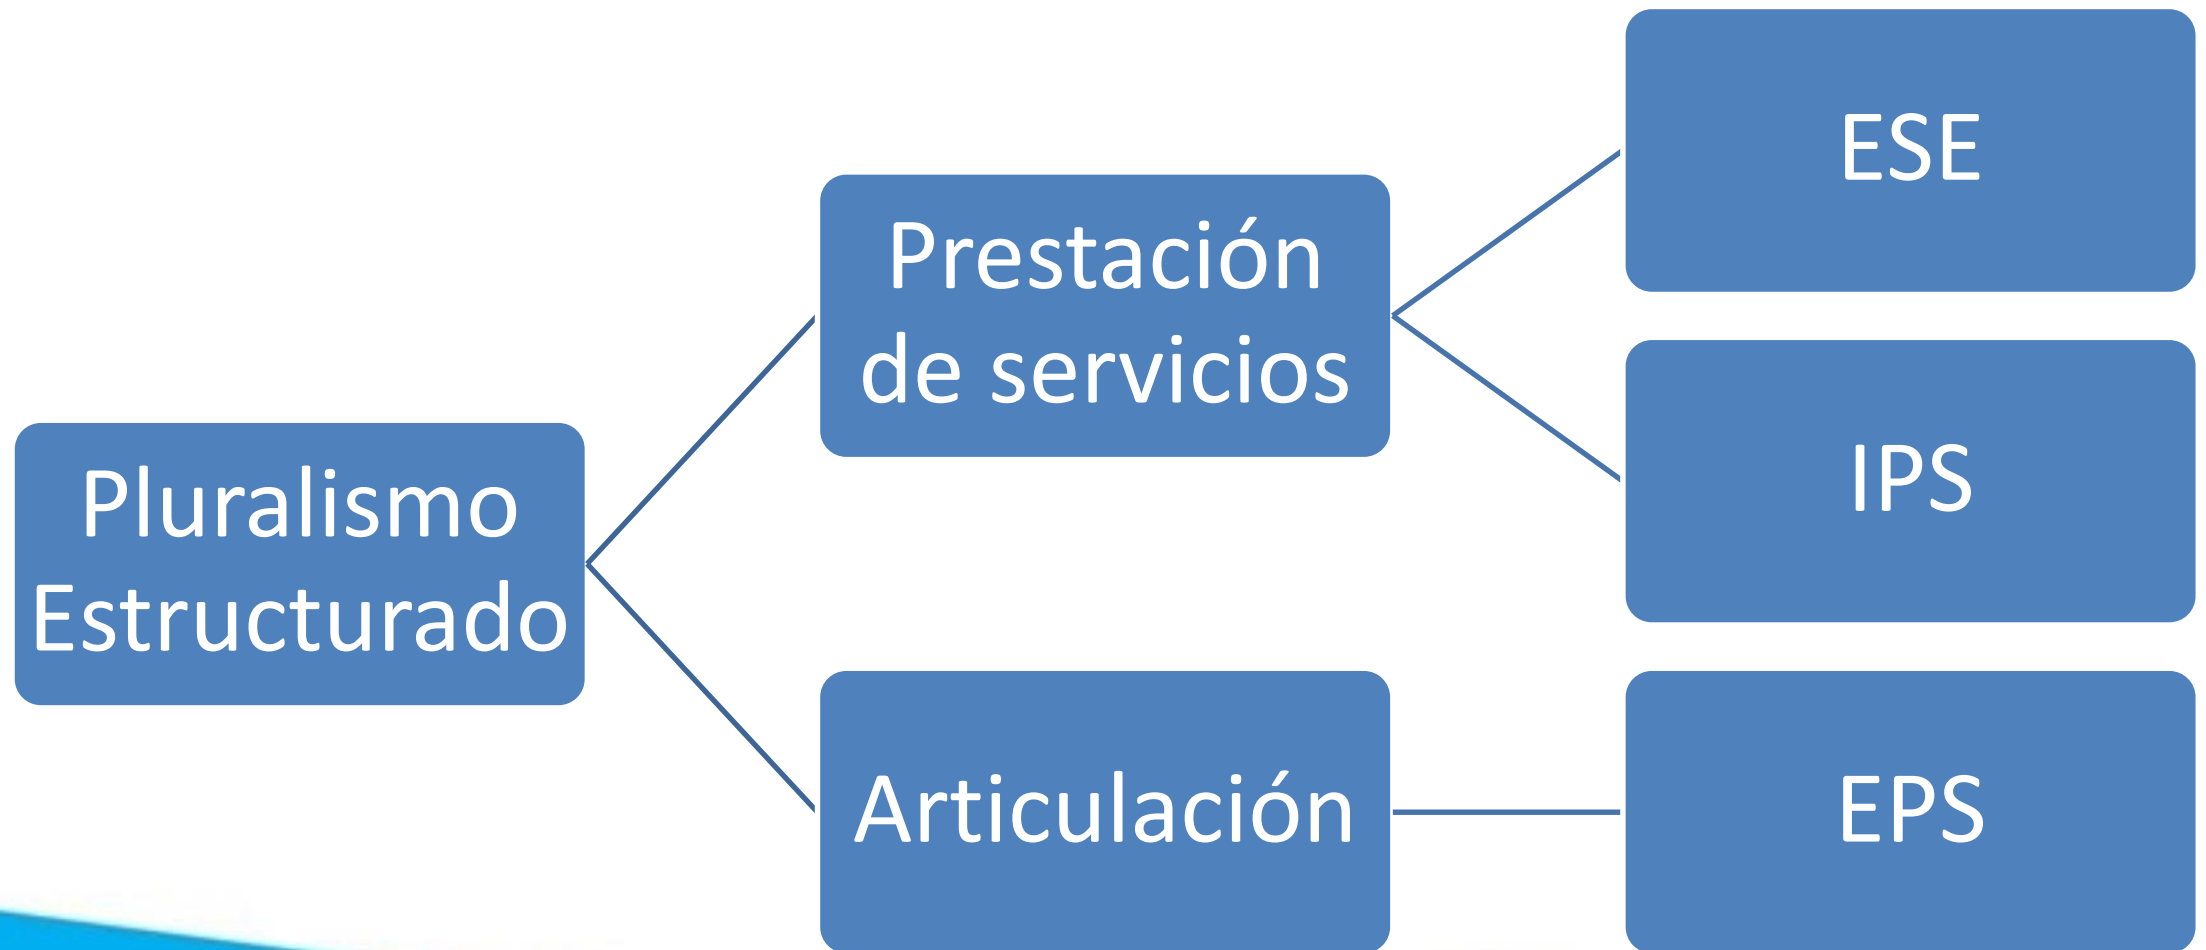 Pluralismo
Estructurado
Prestación
de servicios
ESE
IPS
Articulación
EPS